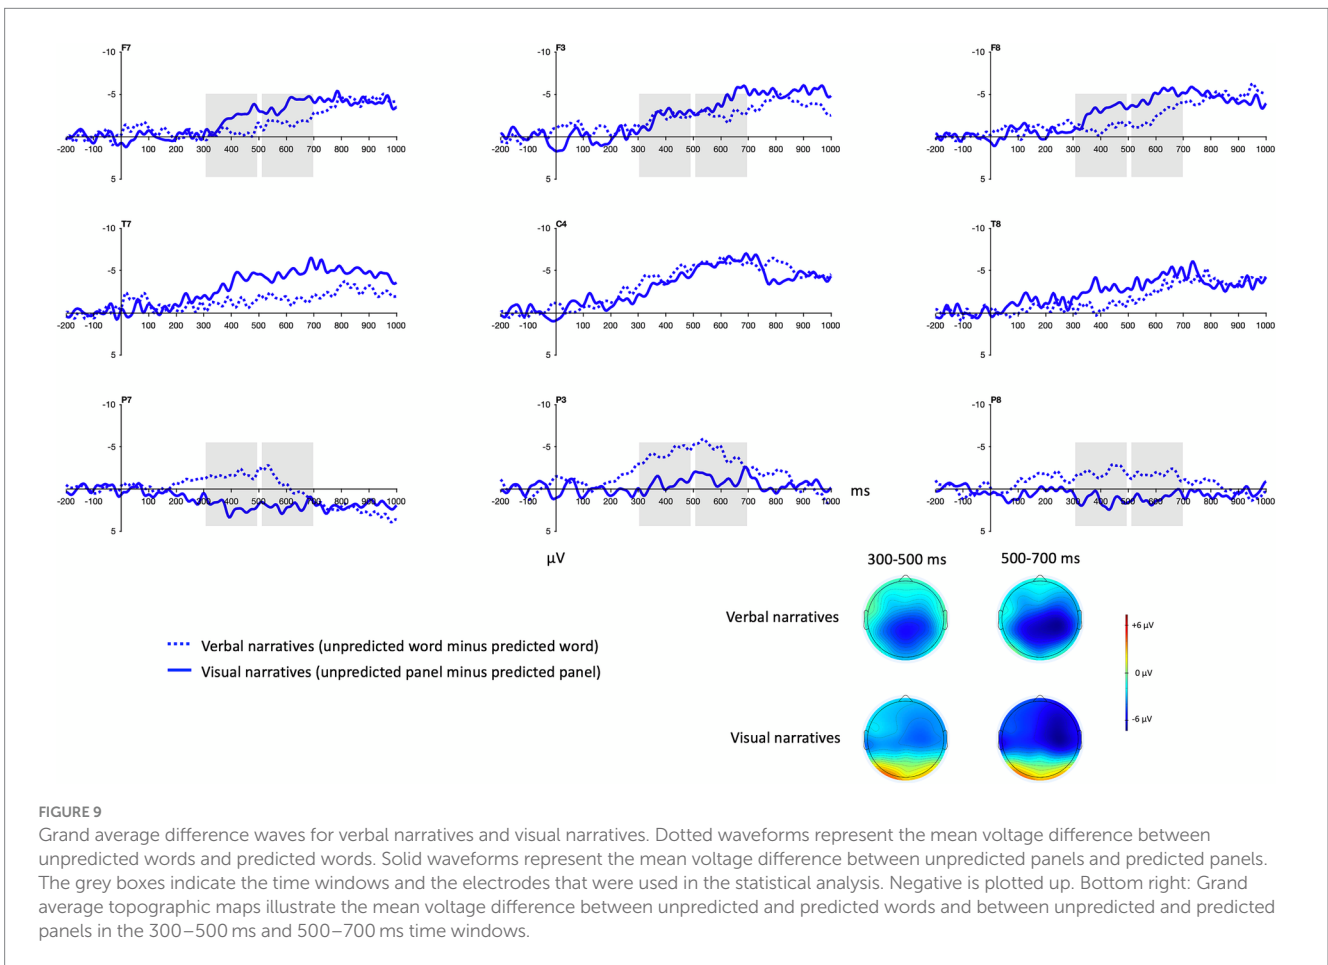 F7
F3
F8
-10
-10
-10
-5
-5
-5
-200 -100 100 200 300 400 500 600 700 800 900 1000
-200 -100 100 200 300 400 500 600 700 800 900 1000
-200 -100 100 200 300 400 500 600 700 800 900 1000
5
5
5
T7
C4
T8
-10
-10
-10
-5
-5
-5
-200 -100 100 200 300 400 500 600 700 800 900 1000
-200 -100 100 200 300 400 500 600 700 800 900 1000
-200 -100 100 200 300 400 500 600 700 800 900 1000
5
5
5
P7
P3
P8
-10
-10
-10
-5
-5
-5
-200 -100 100 200 300 400 500 600 700 800 900 1000
-200 -100 100 200 300 400 500 600 700 800 900 1000
ms
-200 -100 100 200 300 400 500 600 700 800 900 1000
5
5
5
µV
300-500 ms
500-700 ms
Verbal narratives
+6 µV
0 µV
-6 µV
Verbal narratives (unpredicted word minus predicted word)
Visual narratives (unpredicted panel minus predicted panel)
Visual narratives
FIGURE 9
Grand average difference waves for verbal narratives and visual narratives. Dotted waveforms represent the mean voltage difference between
unpredicted words and predicted words. Solid waveforms represent the mean voltage difference between unpredicted panels and predicted panels.
The grey boxes indicate the time windows and the electrodes that were used in the statistical analysis. Negative is plotted up. Bottom right: Grand
average topographic maps illustrate the mean voltage difference between unpredicted and predicted words and between unpredicted and predicted
panels in the 300–500 ms and 500–700 ms time windows.